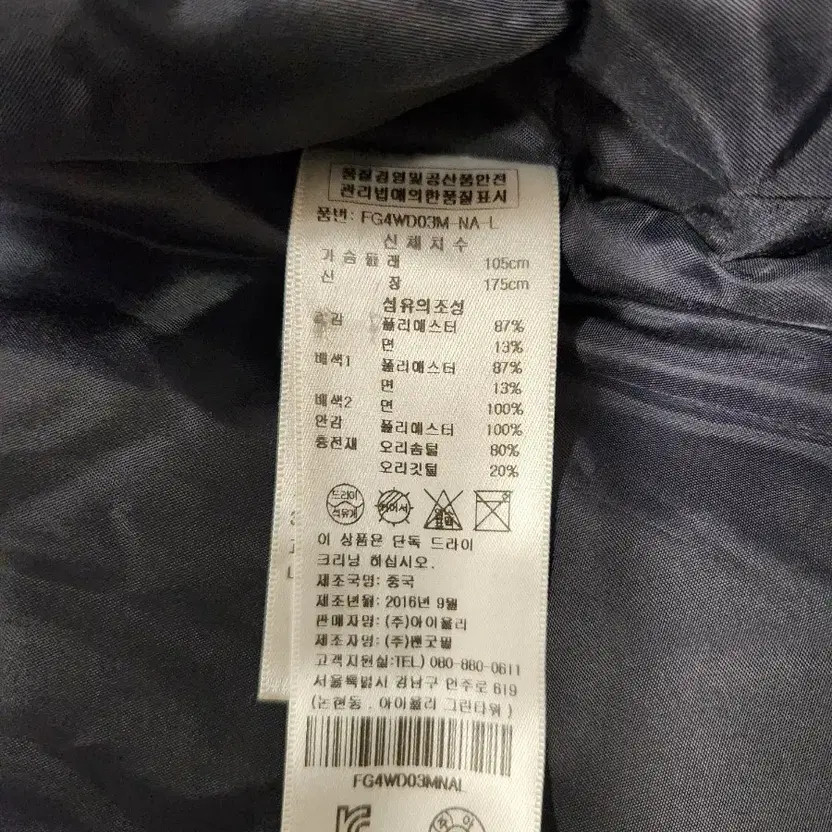 품질경영및공산품안전
관리법에의한품질표시
품번: FG4WD03M-NA-L
신체치수
가슴둘레 105cm
신 장 175cm
섬유의조성
겉감 폴리에스터 87%
면 13%
배색1 폴리에스터 87%
면 13%
배색2 면 100%
안감 폴리에스터 100%
충전재 오리솜털 80%
오리깃털 20%
드라이
석유계
이 상품은 단독 드라이
크리닝 하십시오.
제조국명: 중국
제조년월: 2016년 9월
판매자명: (주)아이올리
제조자명: (주)팬굿필
고객지원실:TEL) 080-880-0611
서울특별시 강남구 언주로 619
(논현동 . 아이올리 그린타워 )
FG4WD03MNAL